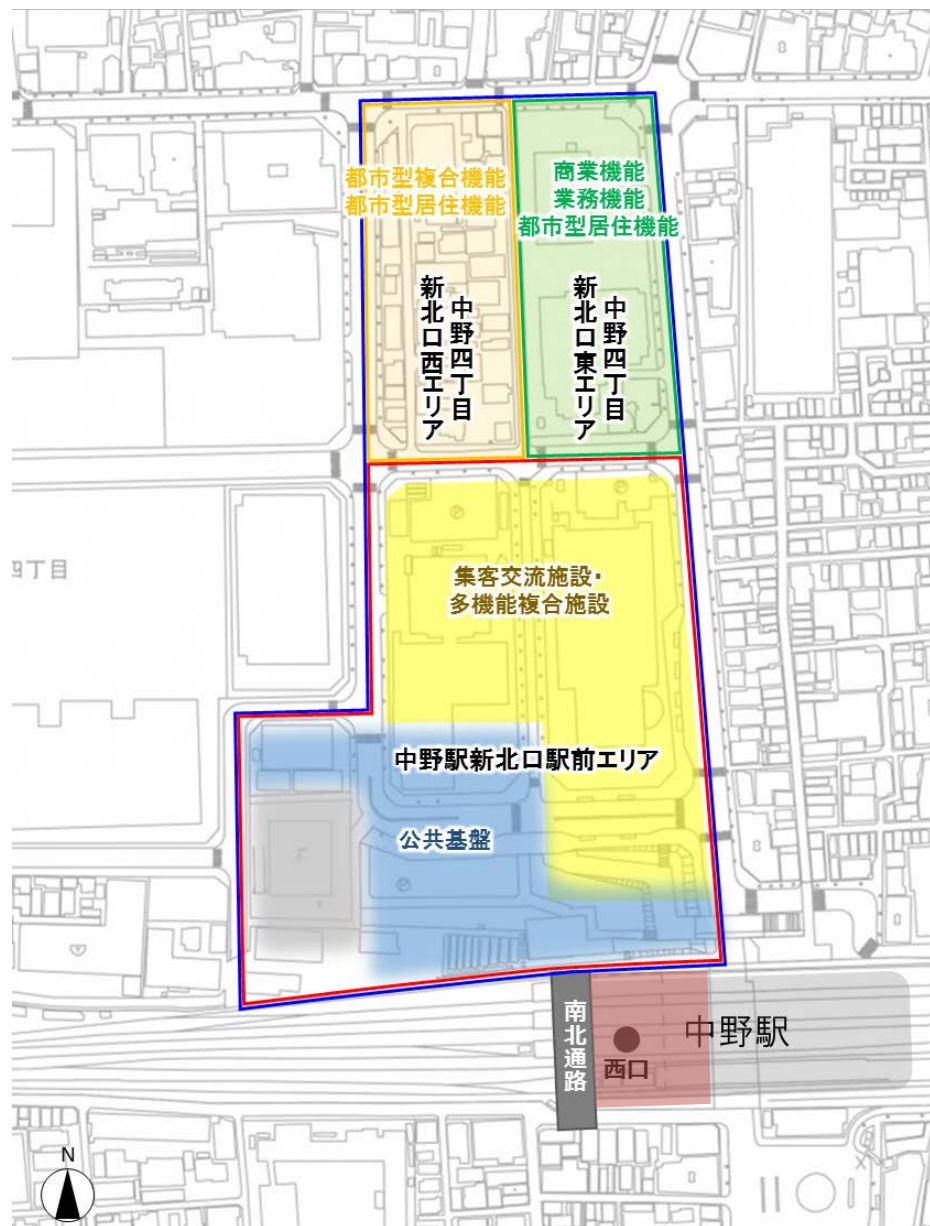 都市型複合機能
都市型居住機能
商業機能
業務機能
都市型居住機能
中野四丁目
新北口西エリア
中野四丁目
新北口東エリア
四丁目
集客交流施設・
多機能複合施設
中野駅新北口駅前エリア
公共基盤
南北通路
西口
中野駅
N